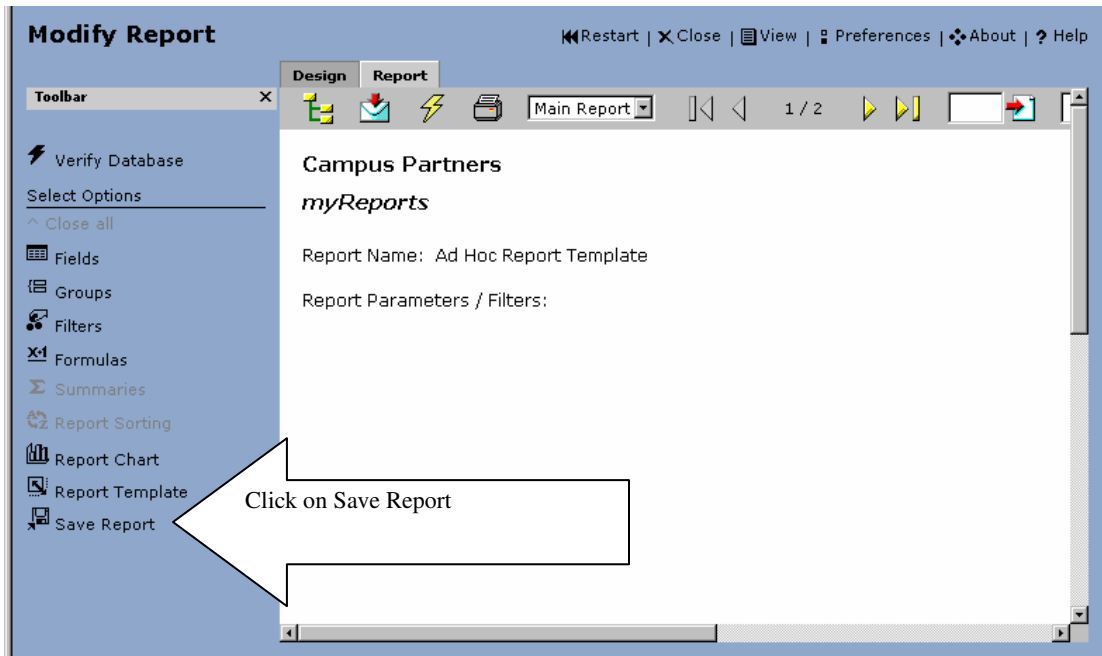 Modify Report
Restart | Close | View | Preferences | About | ? Help
Design Report
Toolbar X
Main Report 1 / 2
Verify Database
Select Options
^ Close all
Fields
Groups
Filters
X+1 Formulas
Σ Summaries
Report Sorting
Report Chart
Report Template
Save Report
Campus Partners
myReports
Report Name: Ad Hoc Report Template
Report Parameters / Filters:
Click on Save Report